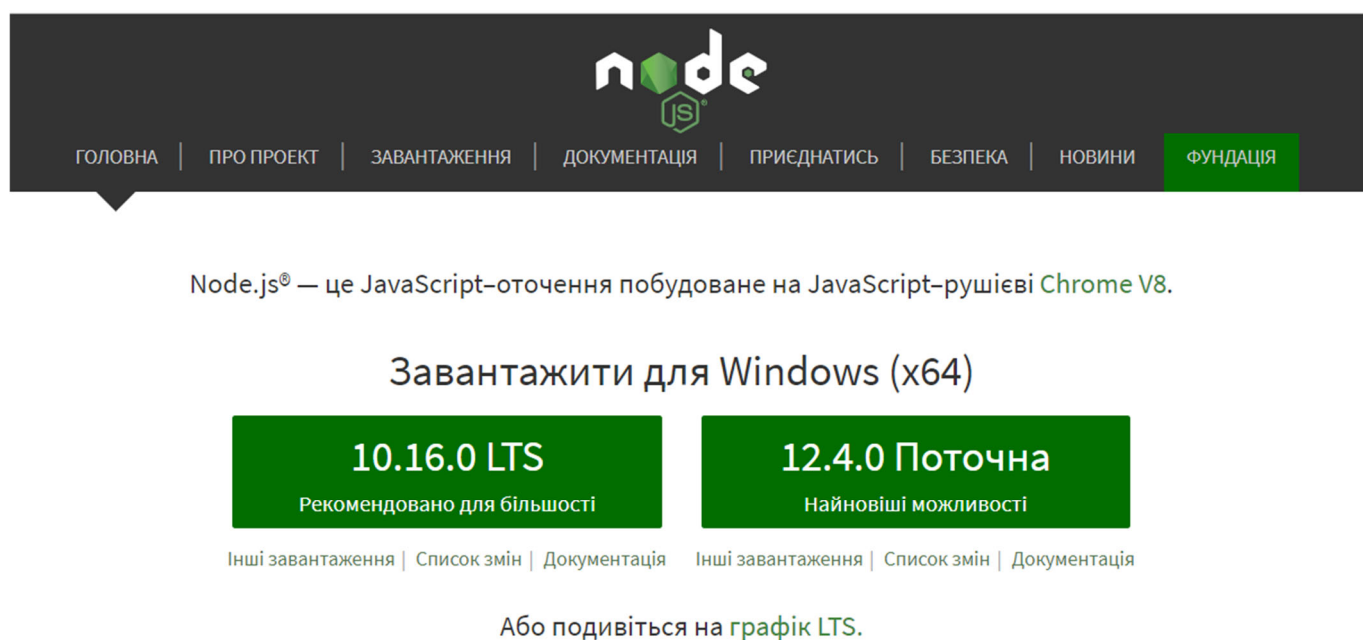 node
JS®
ГОЛОВНА | ПРО ПРОЕКТ | ЗАВАНТАЖЕННЯ | ДОКУМЕНТАЦІЯ | ПРИЄДНАТИСЬ | БЕЗПЕКА | НОВИНИ ФУНДАЦІЯ
Node.js® — це JavaScript–оточення побудоване на JavaScript–рушієві Chrome V8.
Завантажити для Windows (x64)
10.16.0 LTS
Рекомендовано для більшості
12.4.0 Поточна
Найновіші можливості
Інші завантаження | Список змін | Документація
Інші завантаження | Список змін | Документація
Або подивіться на графік LTS.